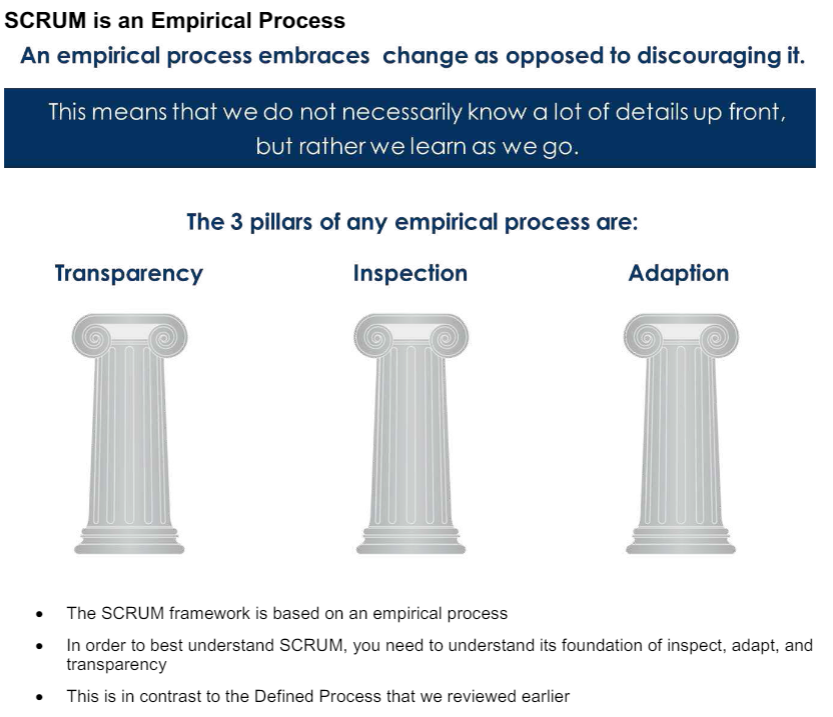 SCRUM is an Empirical Process
An empirical process embraces change as opposed to discouraging it.
This means that we do not necessarily know a lot of details up front,
but rather we learn as we go.
The 3 pillars of any empirical process are:
Transparency
Inspection
Adaption
• The SCRUM framework is based on an empirical process
• In order to best understand SCRUM, you need to understand its foundation of inspect, adapt, and
transparency
• This is in contrast to the Defined Process that we reviewed earlier